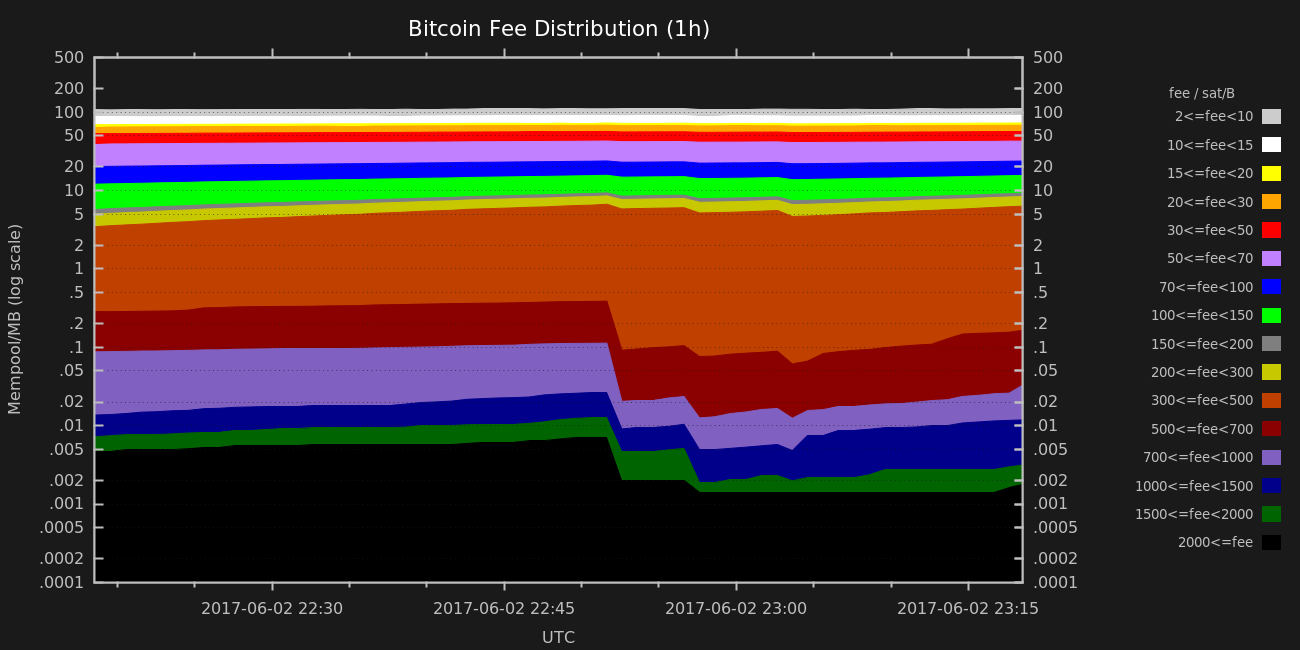 Bitcoin Fee Distribution (1h)
500
200
100
50
20
10
5
2
1
.5
.2
.1
.05
.02
.01
.005
.002
.001
.0005
.0002
.0001
Mempool/MB (log scale)
500
200
100
50
20
10
5
2
1
.5
.2
.1
.05
.02
.01
.005
.002
.001
.0005
.0002
.0001
2017-06-02 22:30
2017-06-02 22:45
2017-06-02 23:00
2017-06-02 23:15
UTC
fee / sat/B
2<=fee<10
10<=fee<15
15<=fee<20
20<=fee<30
30<=fee<50
50<=fee<70
70<=fee<100
100<=fee<150
150<=fee<200
200<=fee<300
300<=fee<500
500<=fee<700
700<=fee<1000
1000<=fee<1500
1500<=fee<2000
2000<=fee